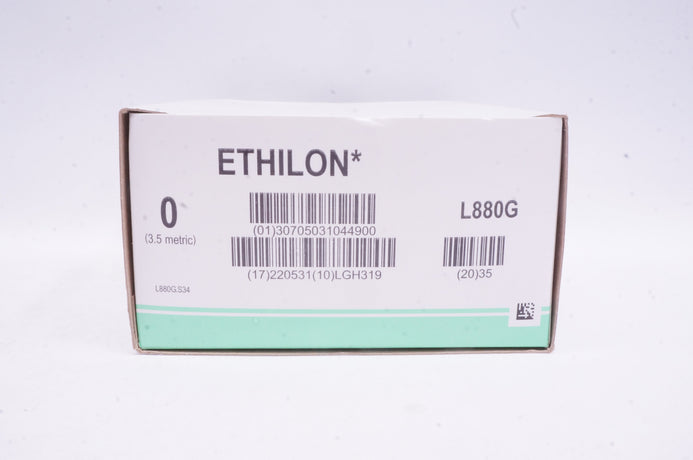 ETHILON*
0
(3.5 metric)
(01)30705031044900
L880G
(17)220531(10)LGH319
(20)35
L880G.S34